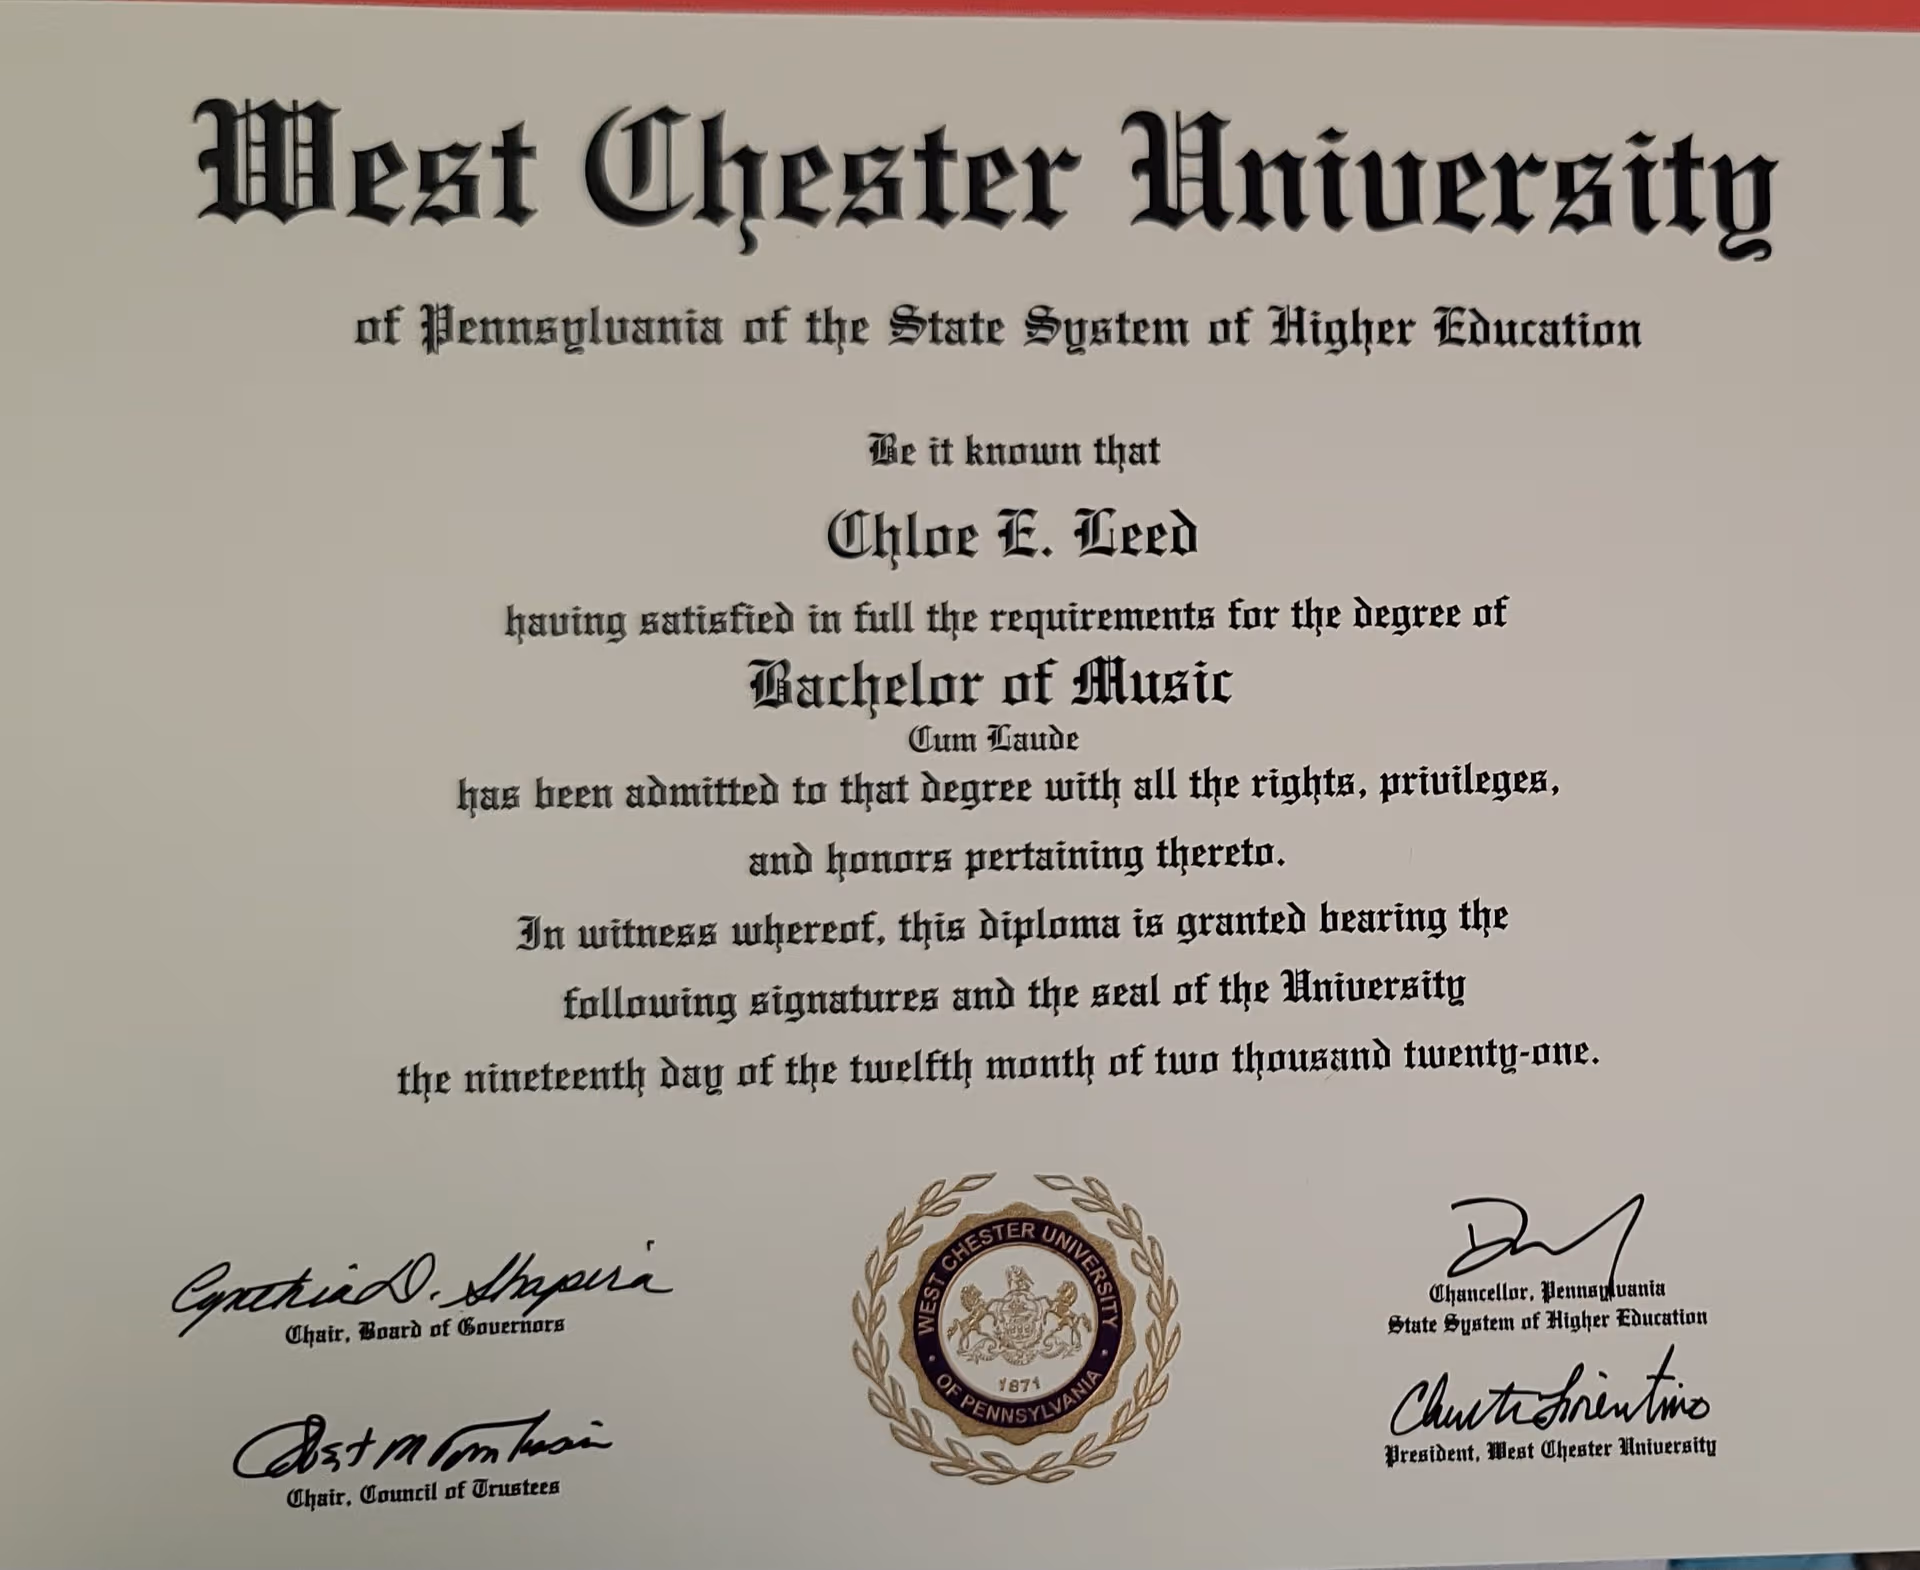 West Chester University
of Pennsylvania of the State System of Higher Education
Be it known that
Chloe E. Leed
having satisfied in full the requirements for the degree of
Bachelor of Music
Cum Laude
has been admitted to that degree with all the rights, privileges,
and honors pertaining thereto.
In witness whereof, this diploma is granted bearing the
following signatures and the seal of the University
the nineteenth day of the twelfth month of two thousand twenty-one.
Cynthia D. Shapira
Chair, Board of Governors
Chair, Council of Trustees
WEST CHESTER UNIVERSITY
OF PENNSYLVANIA
1871
Chancellor, Pennsylvania
State System of Higher Education
Fiorentino
President, West Chester University